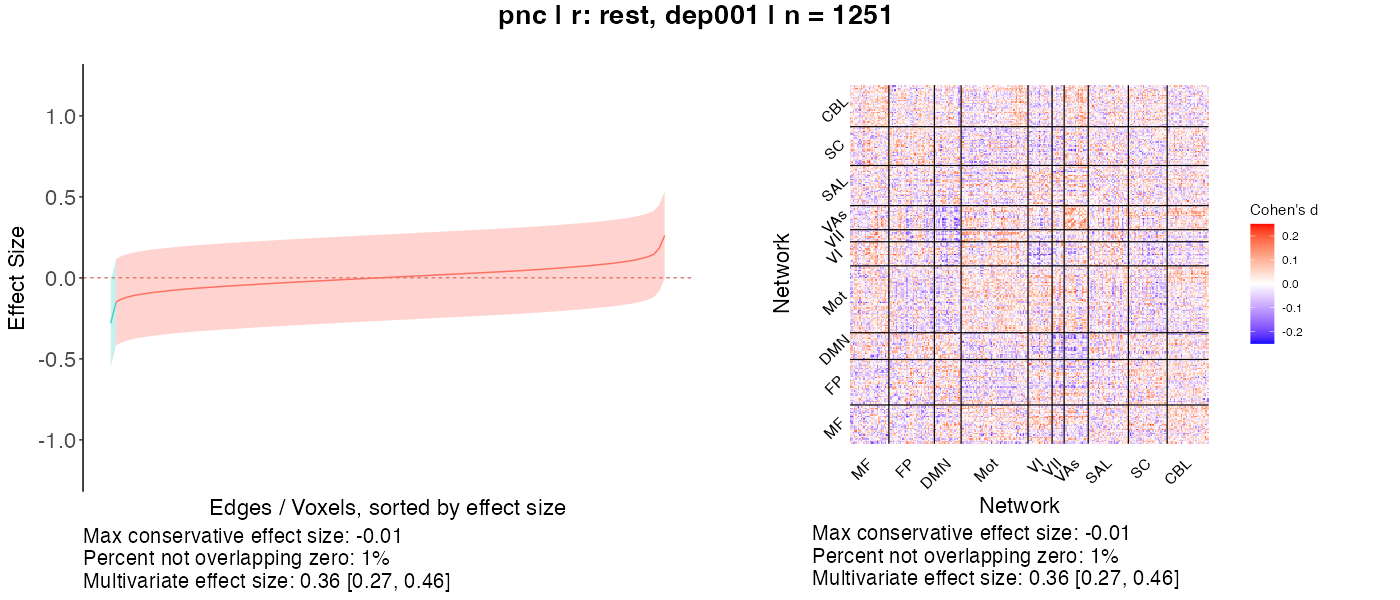 pnc | r: rest, dep001 | n = 1251
Effect Size
1.0
0.5
0.0
-0.5
-1.0
Edges / Voxels, sorted by effect size
Max conservative effect size: -0.01
Percent not overlapping zero: 1%
Multivariate effect size: 0.36 [0.27, 0.46]
Network
CBL
SC
SAL
VAs
VII
VI
Mot
DMN
FP
MF
MF
FP
DMN
Mot
VI
VII
VAs
SAL
SC
CBL
Network
Max conservative effect size: -0.01
Percent not overlapping zero: 1%
Multivariate effect size: 0.36 [0.27, 0.46]
Cohen's d
0.2
0.1
0.0
-0.1
-0.2